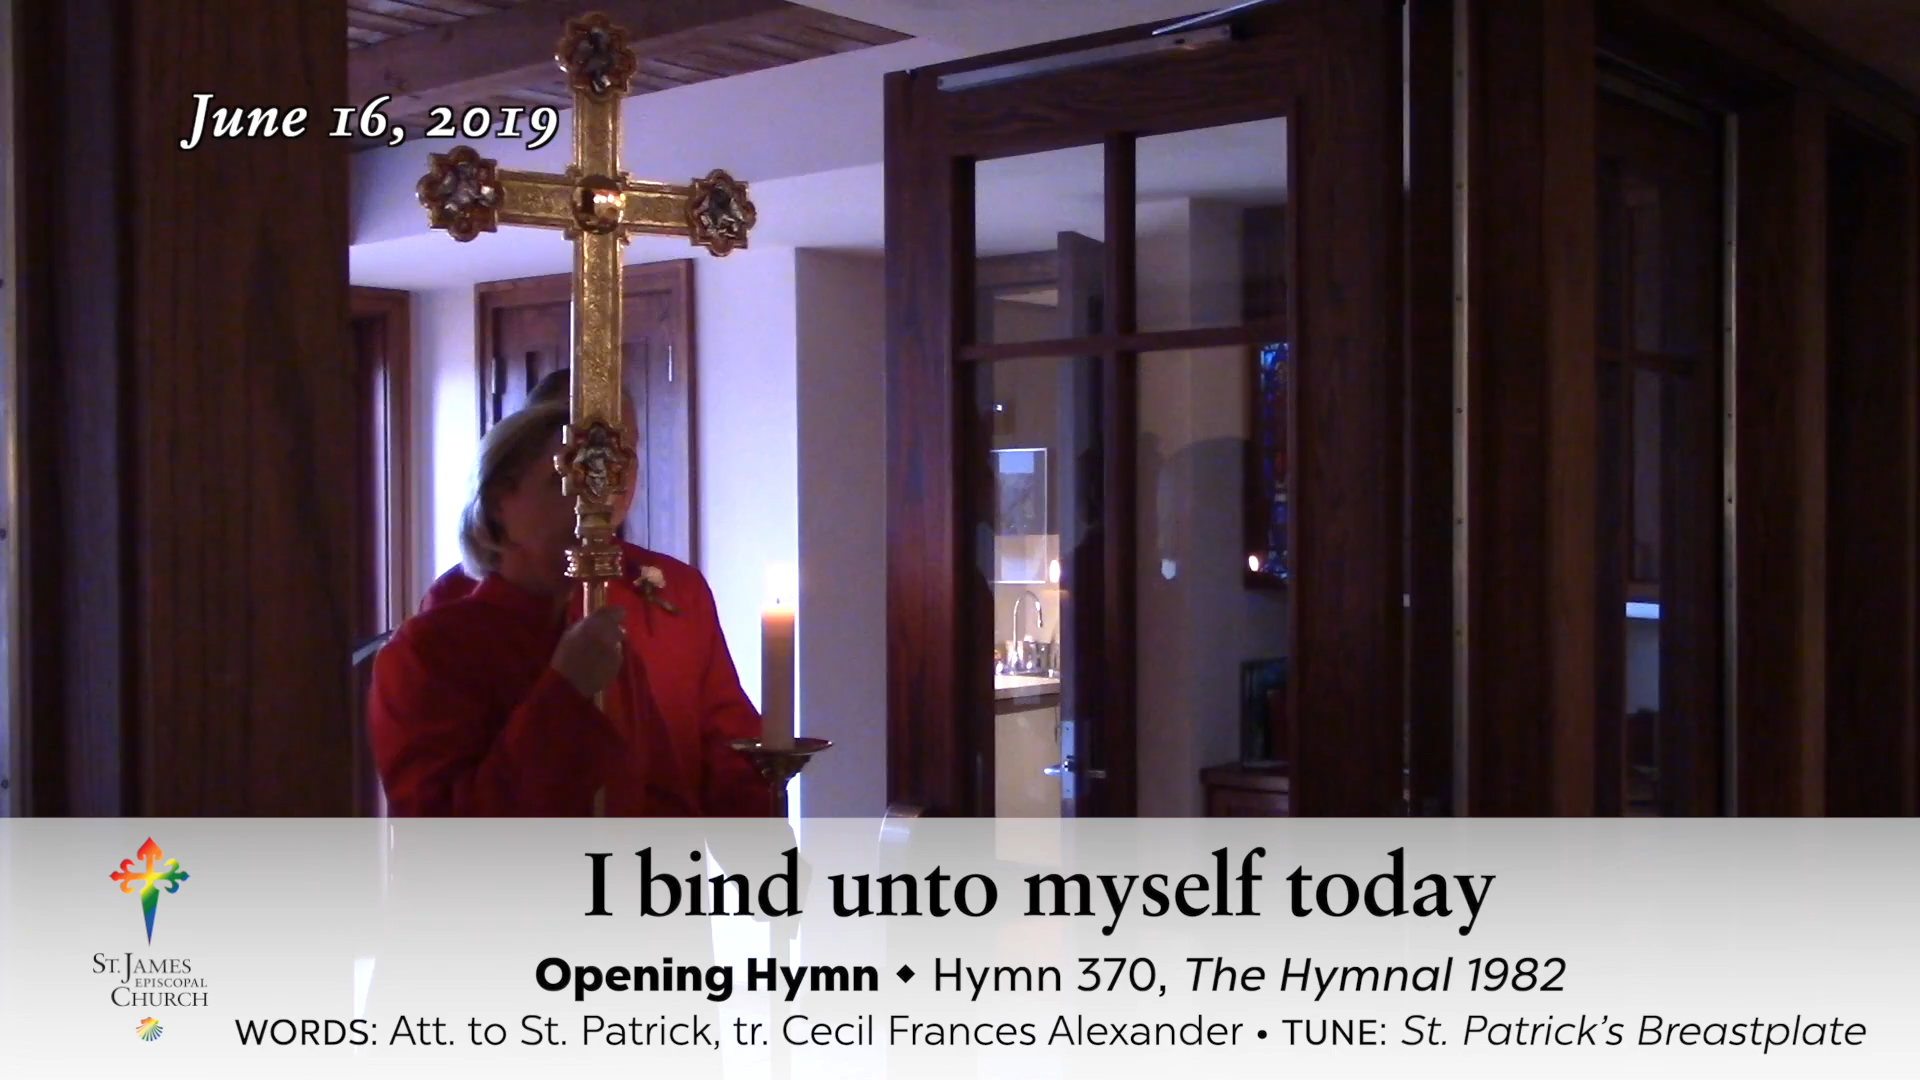 June 16, 2019
I bind unto myself today
Opening Hymn ◆ Hymn 370, The Hymnal 1982
WORDS: Att. to St. Patrick, tr. Cecil Frances Alexander • TUNE: St. Patrick’s Breastplate
ST. JAMES
EPISCOPAL
CHURCH